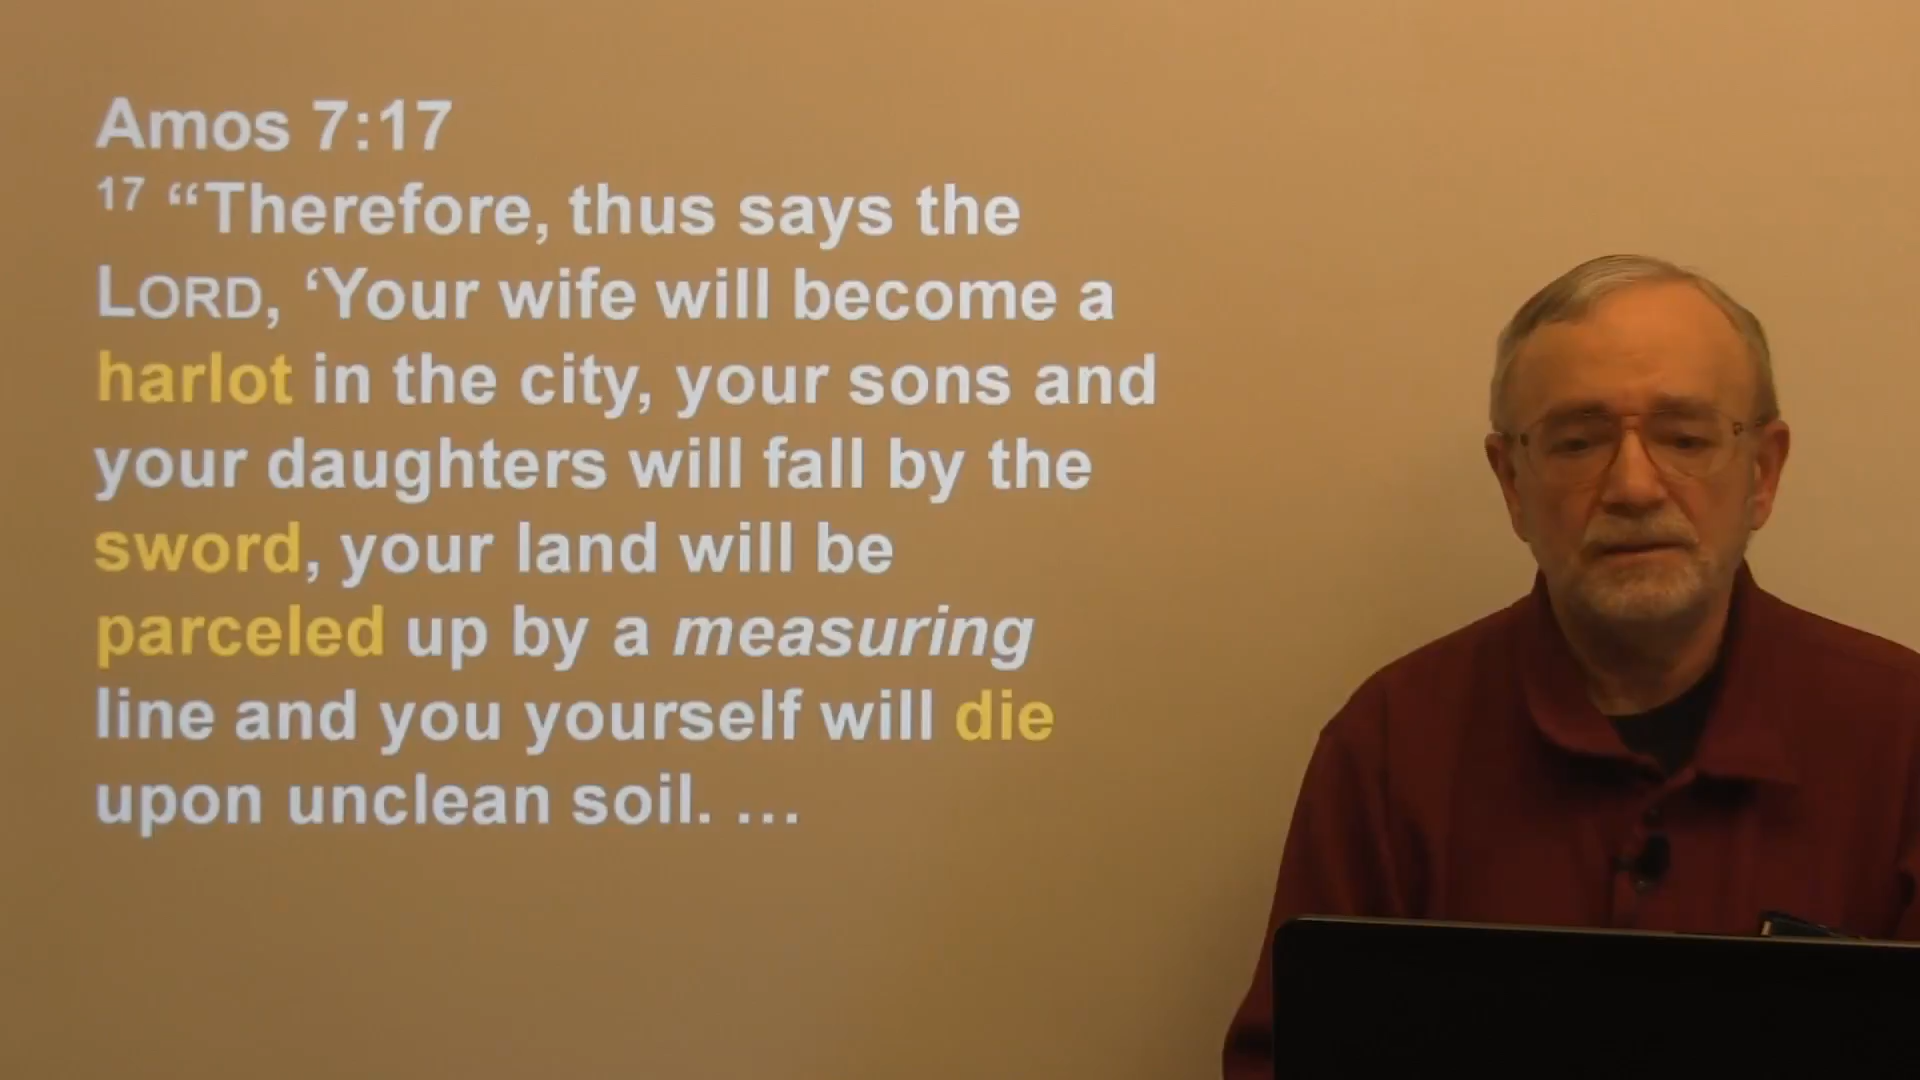 Amos 7:17
17 “Therefore, thus says the
LORD, ‘Your wife will become a
harlot in the city, your sons and
your daughters will fall by the
sword, your land will be
parceled up by a measuring
line and you yourself will die
upon unclean soil. …